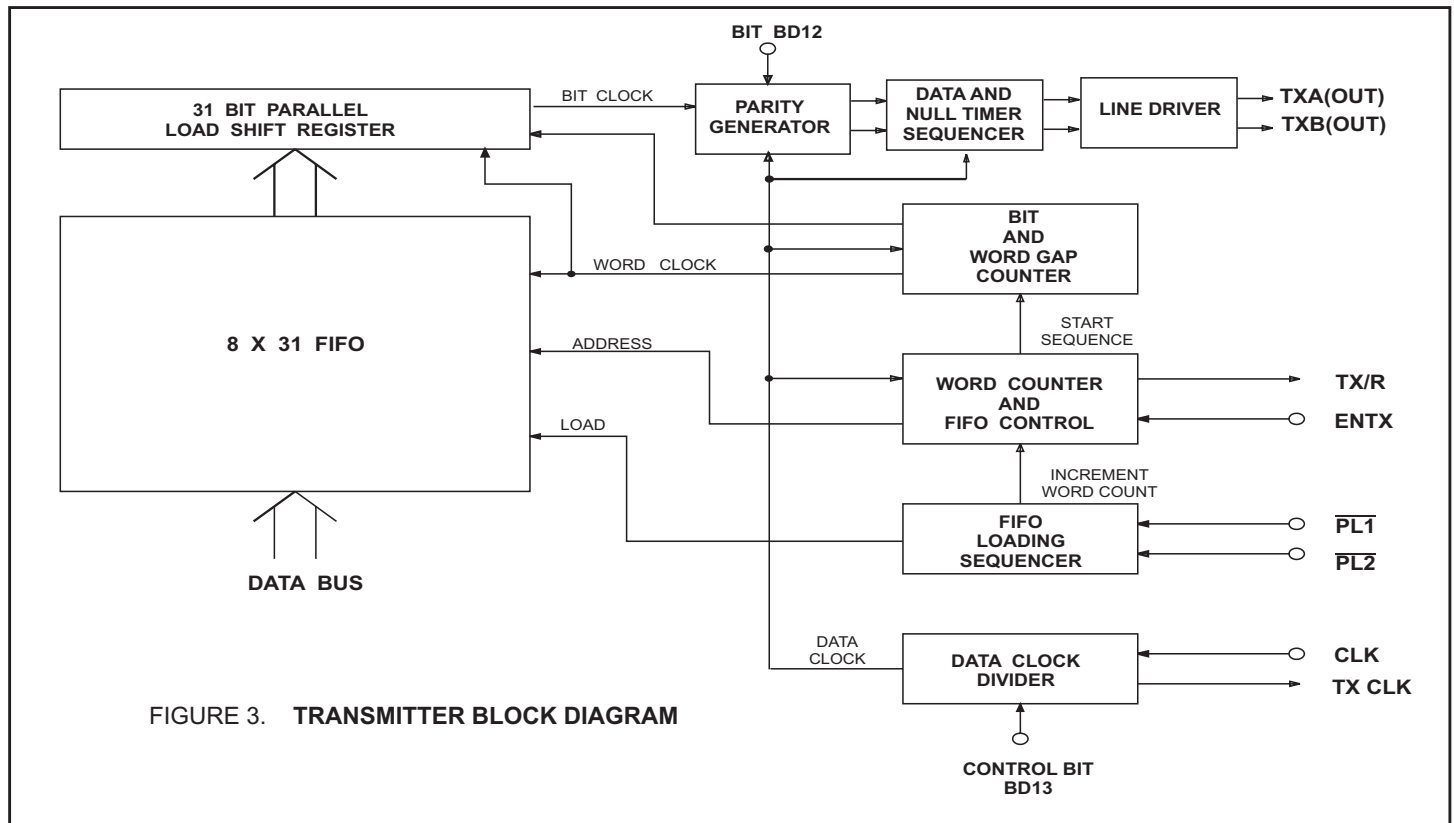 BIT BD12
31 BIT PARALLEL
LOAD SHIFT REGISTER
BIT CLOCK
PARITY
GENERATOR
DATA AND
NULL TIMER
SEQUENCER
LINE DRIVER
TXA(OUT)
TXB(OUT)
BIT
AND
WORD GAP
COUNTER
WORD CLOCK
START
SEQUENCE
8 X 31 FIFO
ADDRESS
WORD COUNTER
AND
FIFO CONTROL
TX/R
ENTX
LOAD
INCREMENT
WORD COUNT
FIFO
LOADING
SEQUENCER
P̅L̅1̅
P̅L̅2̅
DATA BUS
DATA
CLOCK
DATA CLOCK
DIVIDER
CLK
TX CLK
FIGURE 3. TRANSMITTER BLOCK DIAGRAM
CONTROL BIT
BD13